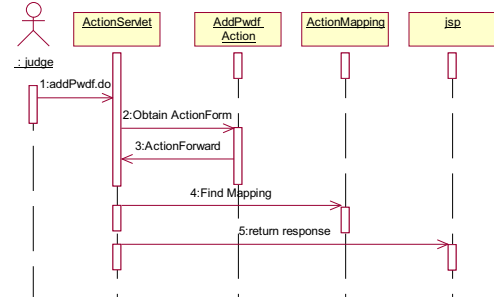 ActionServlet
AddPwdf
Action
ActionMapping
jsp
: judge
1:addPwdf.do
2:Obtain ActionForm
3:ActionForward
4:Find Mapping
5:return response